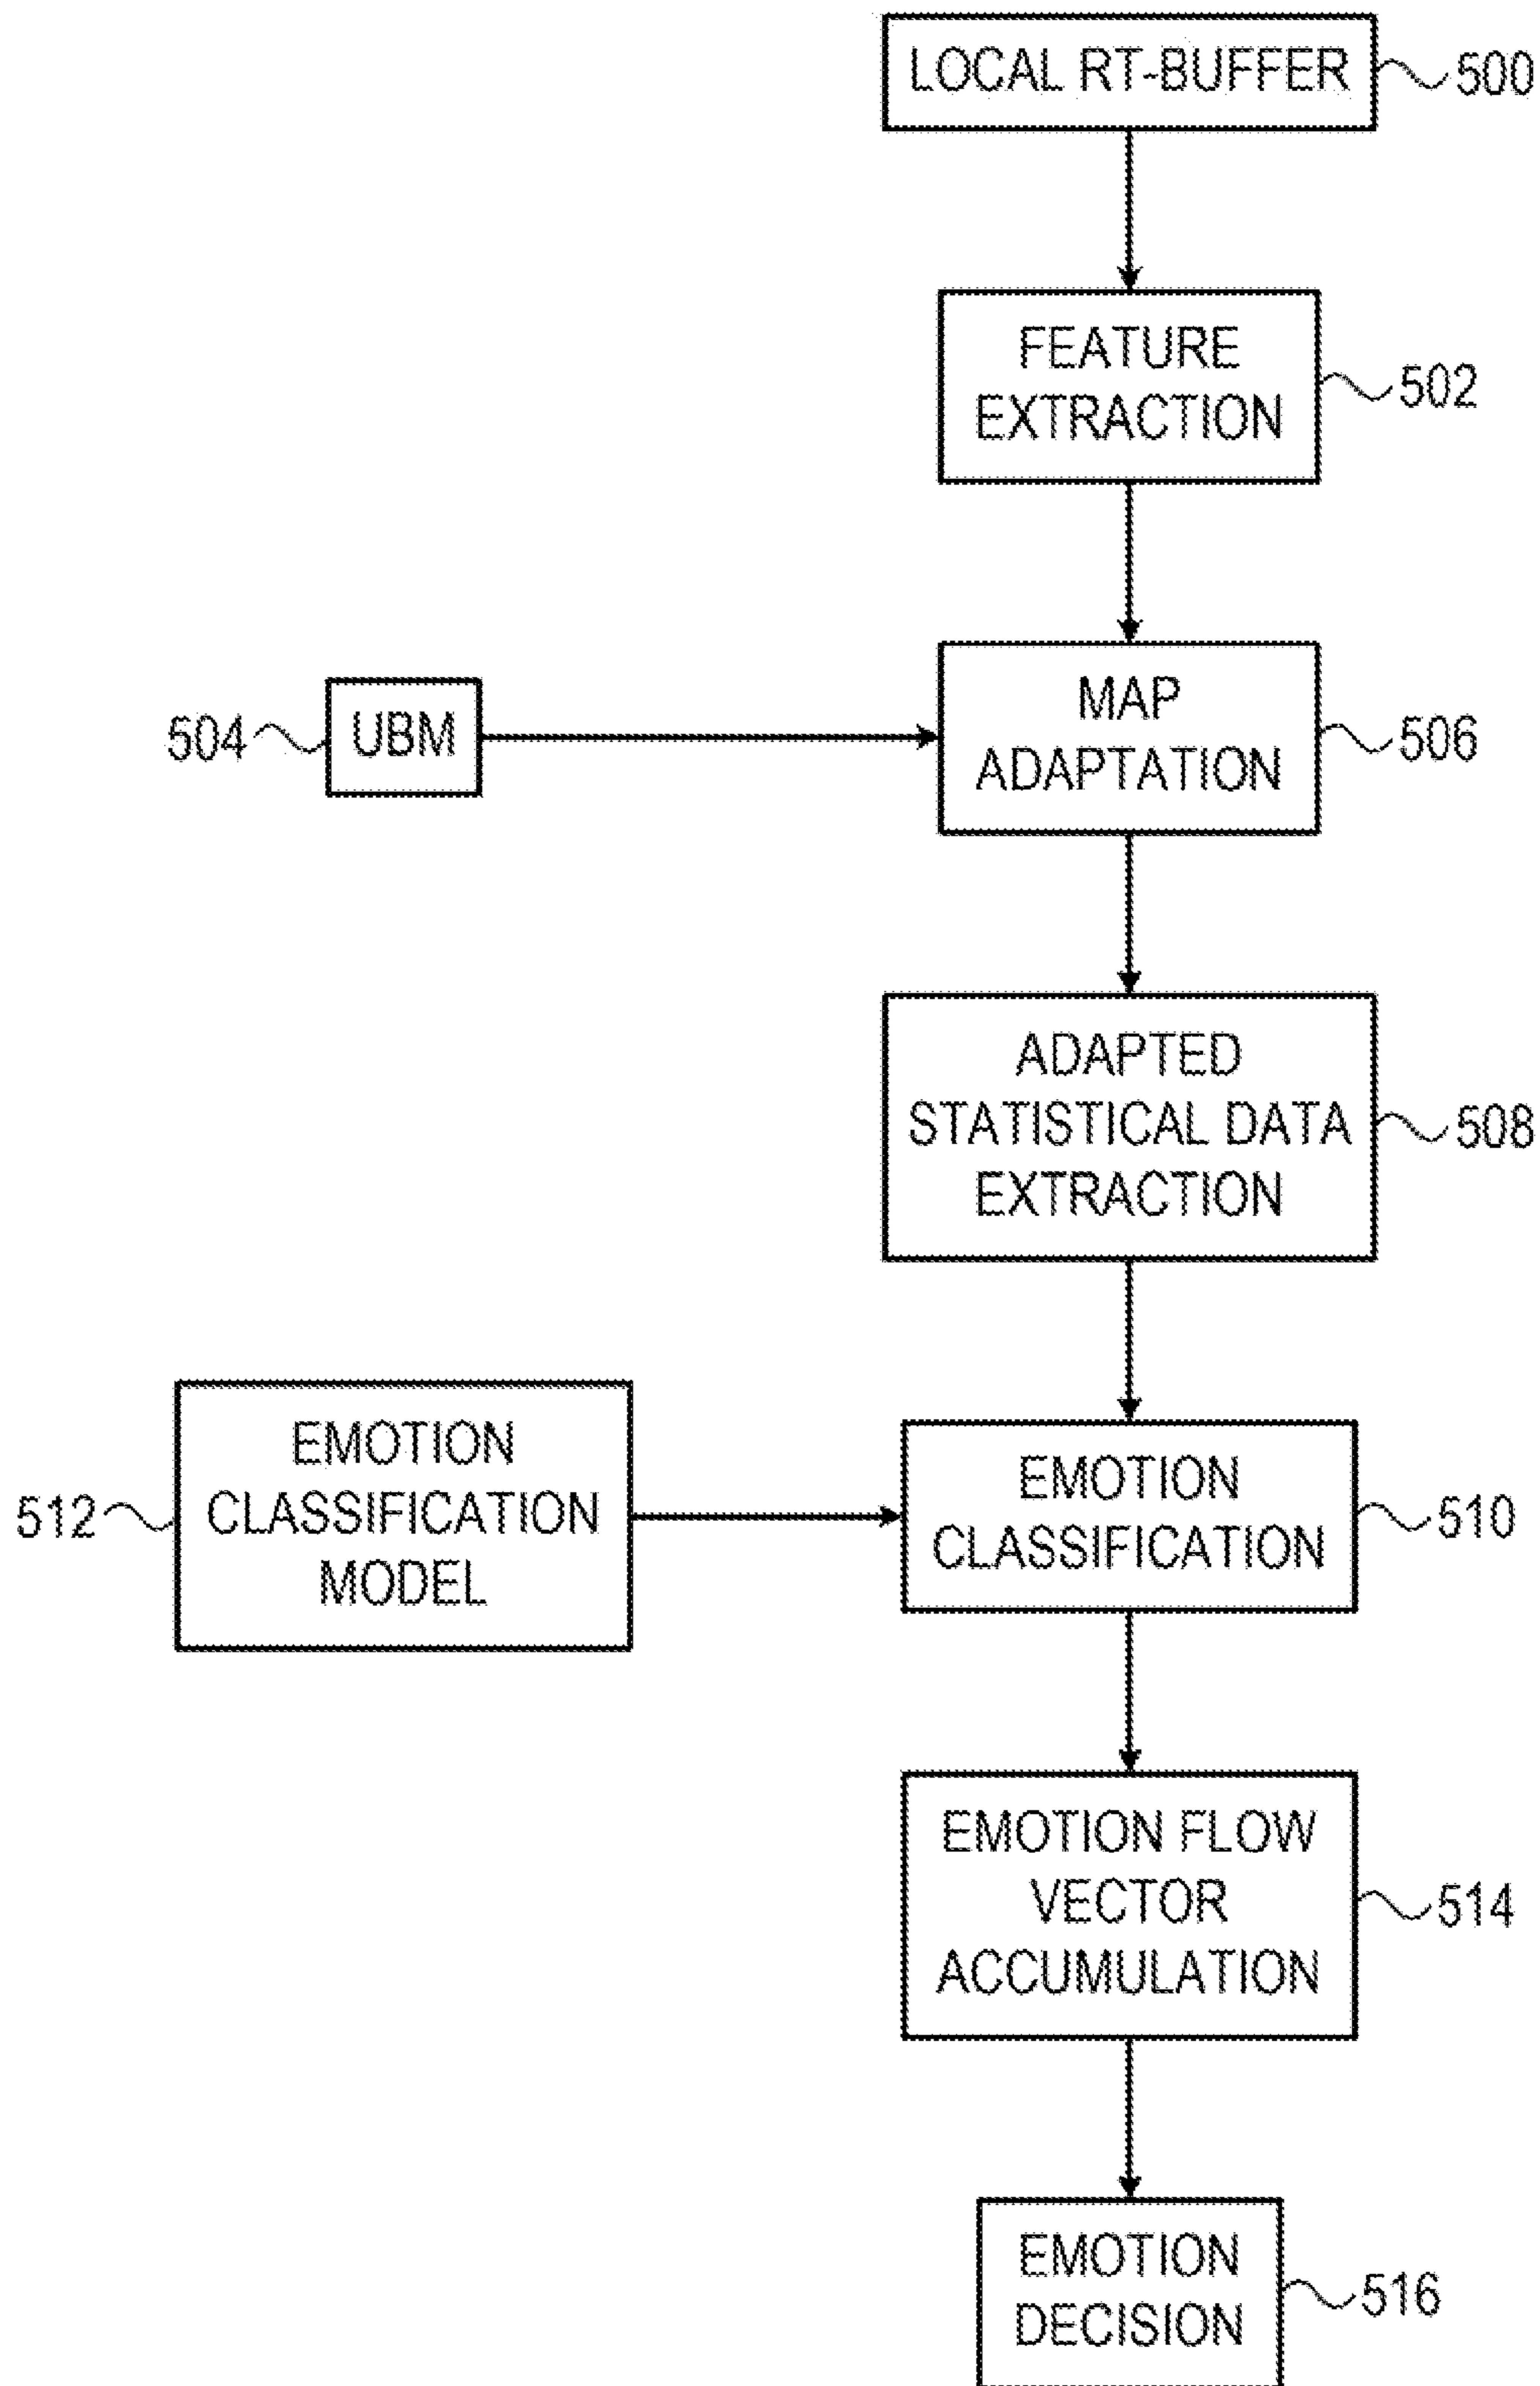 LOCAL RT-BUFFER
500
FEATURE
EXTRACTION
502
504
UBM
MAP
ADAPTATION
506
ADAPTED
STATISTICAL DATA
EXTRACTION
508
512
EMOTION
CLASSIFICATION
MODEL
EMOTION
CLASSIFICATION
510
EMOTION FLOW
VECTOR
ACCUMULATION
514
EMOTION
DECISION
516